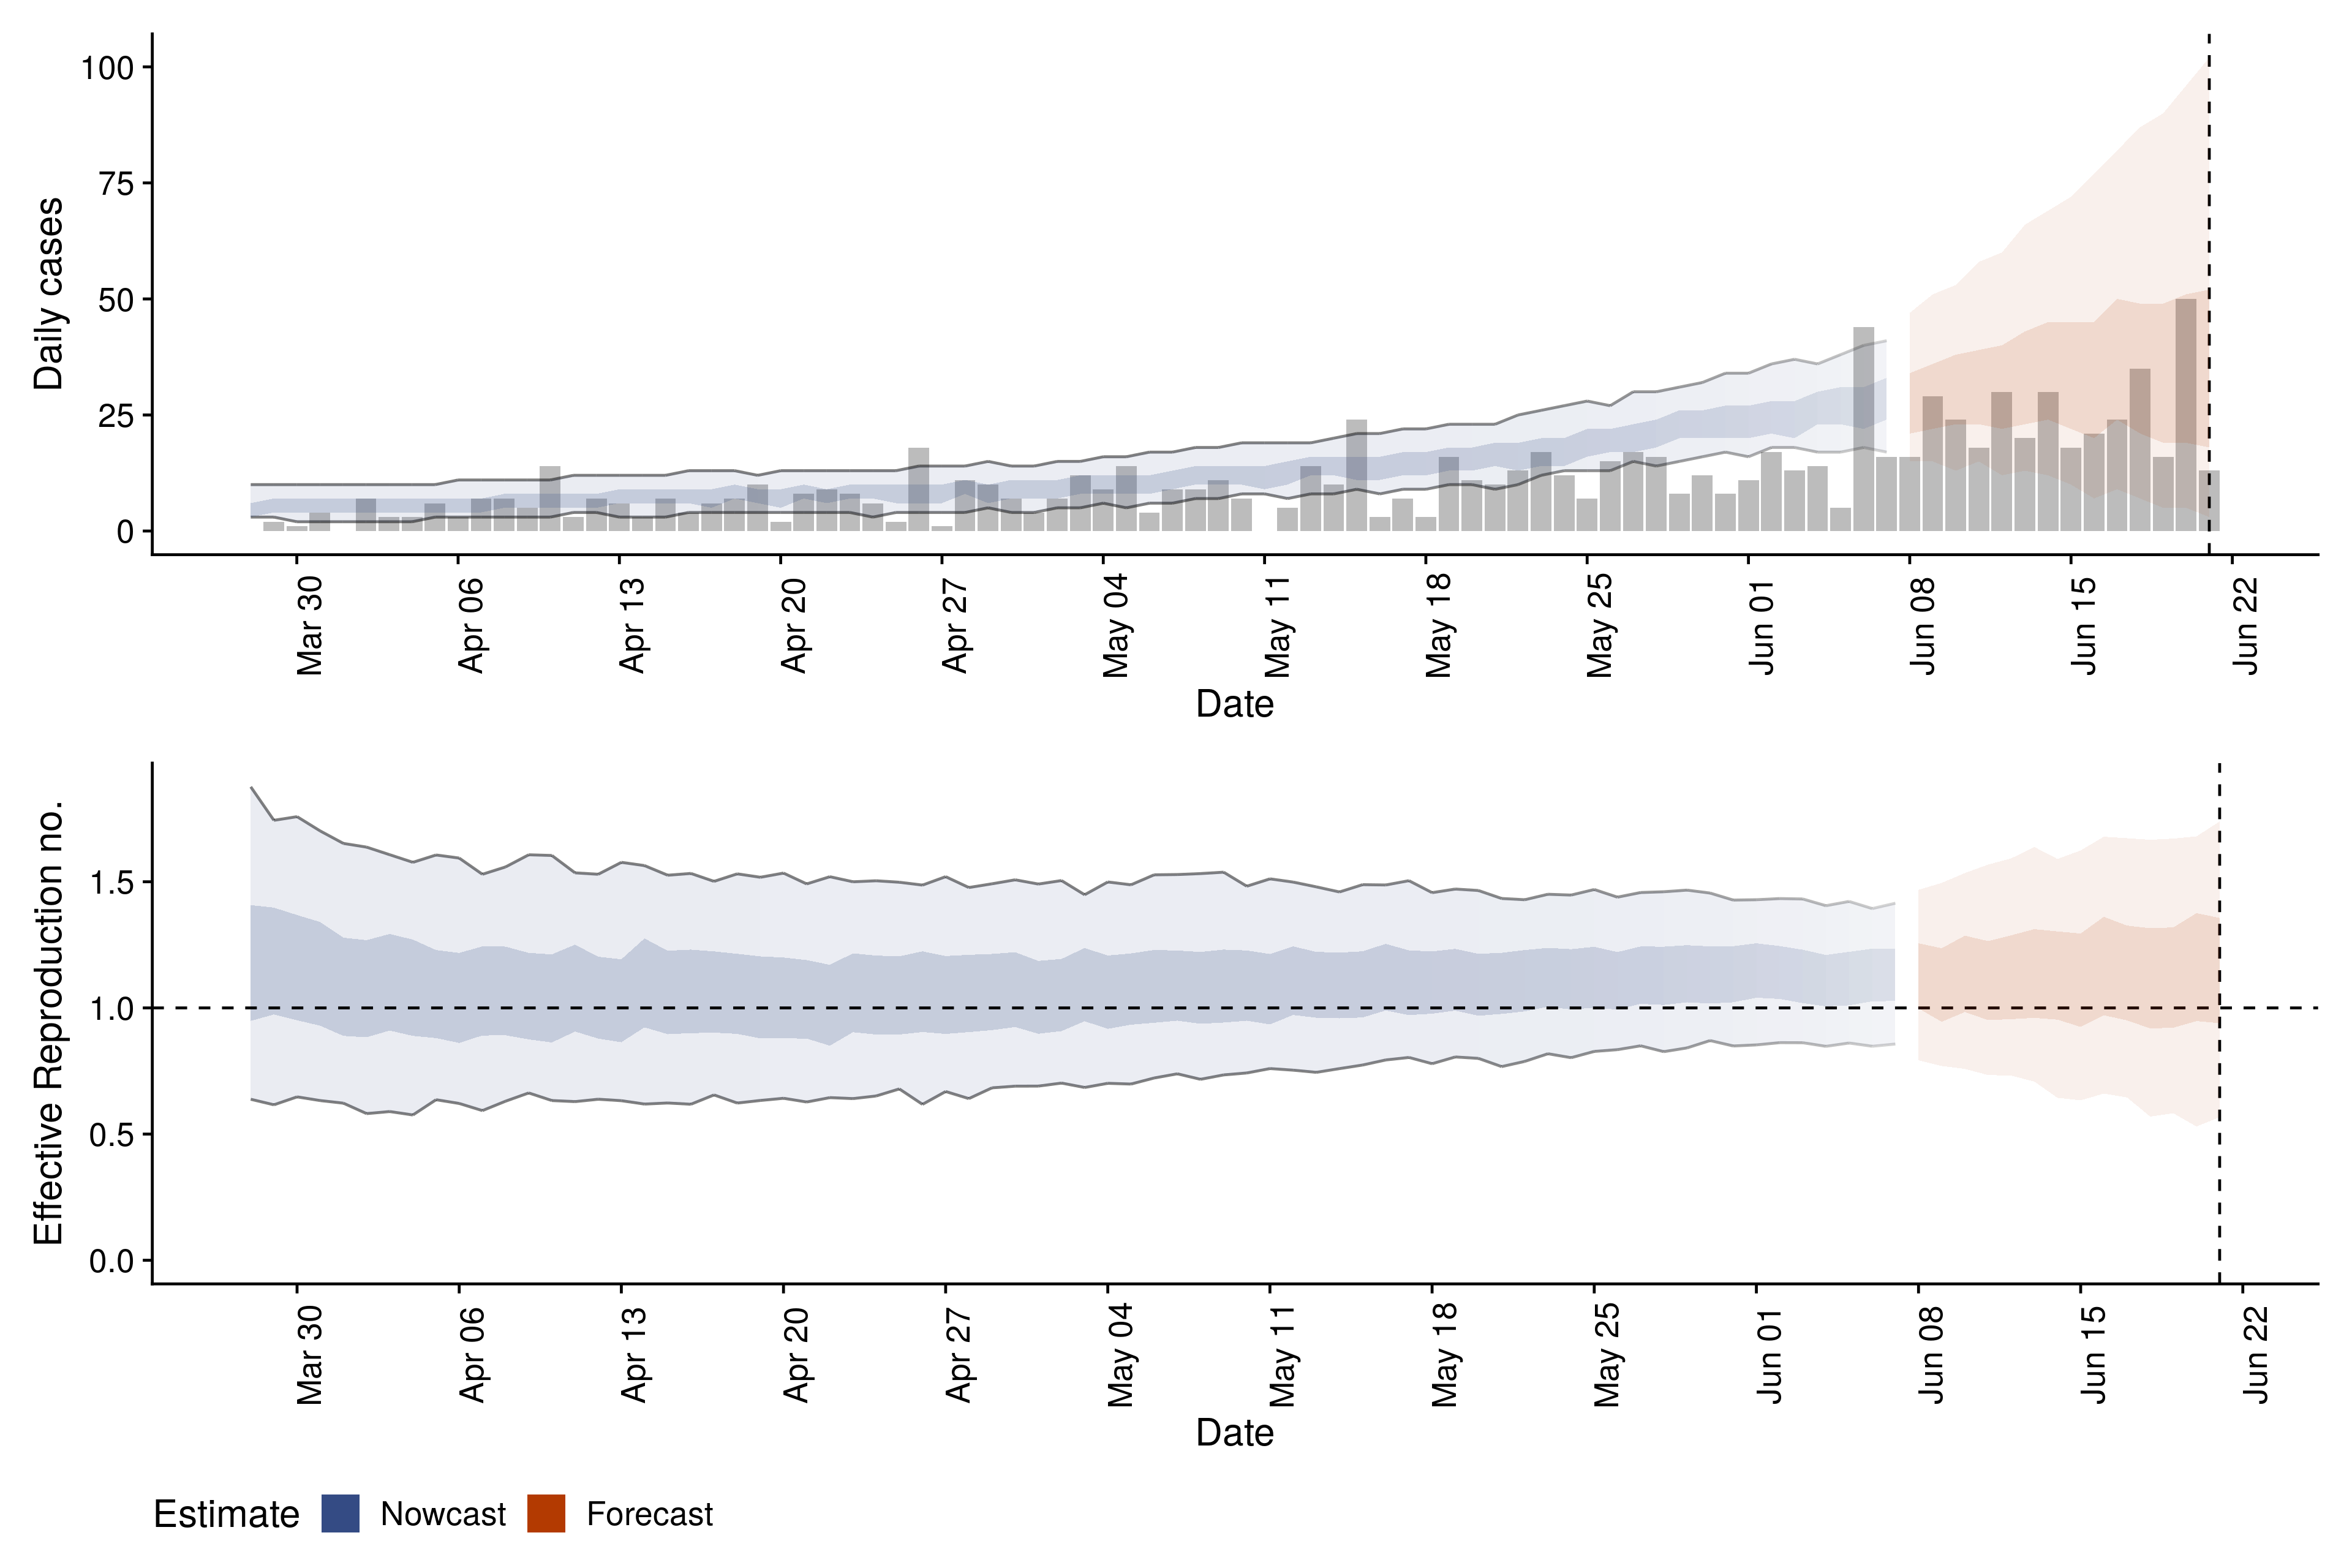 100
75
50
25
0
Daily cases
Mar 30
Apr 06
Apr 13
Apr 20
Apr 27
May 04
May 11
May 18
May 25
Jun 01
Jun 08
Jun 15
Jun 22
Date
1.5
1.0
0.5
0.0
Effective Reproduction no.
Mar 30
Apr 06
Apr 13
Apr 20
Apr 27
May 04
May 11
May 18
May 25
Jun 01
Jun 08
Jun 15
Jun 22
Date
Estimate Nowcast Forecast